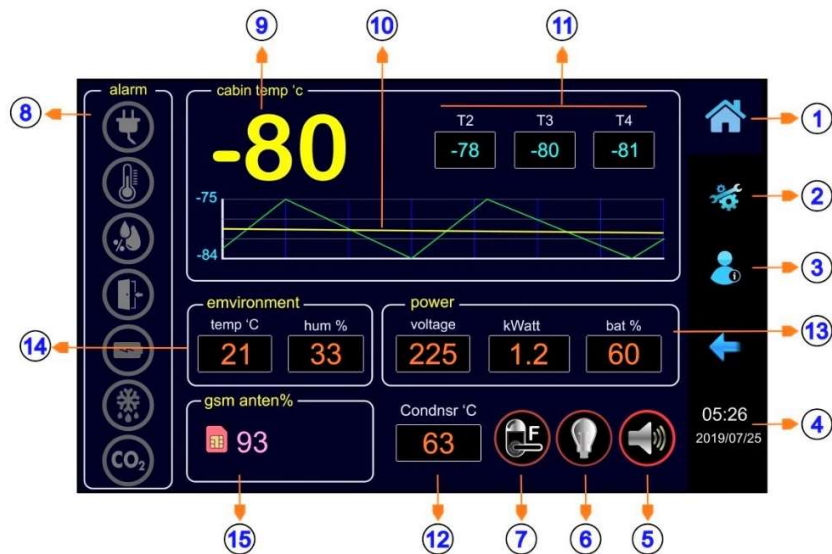 9
10
11
alarm
cabin temp ‘c
8
1
-80
T2
T3
T4
-78
-80
-81
-75
2
-84
3
emvironment
power
temp ‘C
hum %
voltage
kWatt
bat %
14
21
33
225
1.2
60
13
gsm anten%
Condnsr ‘C
05:26
2019/07/25
4
93
63
F
%
CO₂
15
12
7
6
5